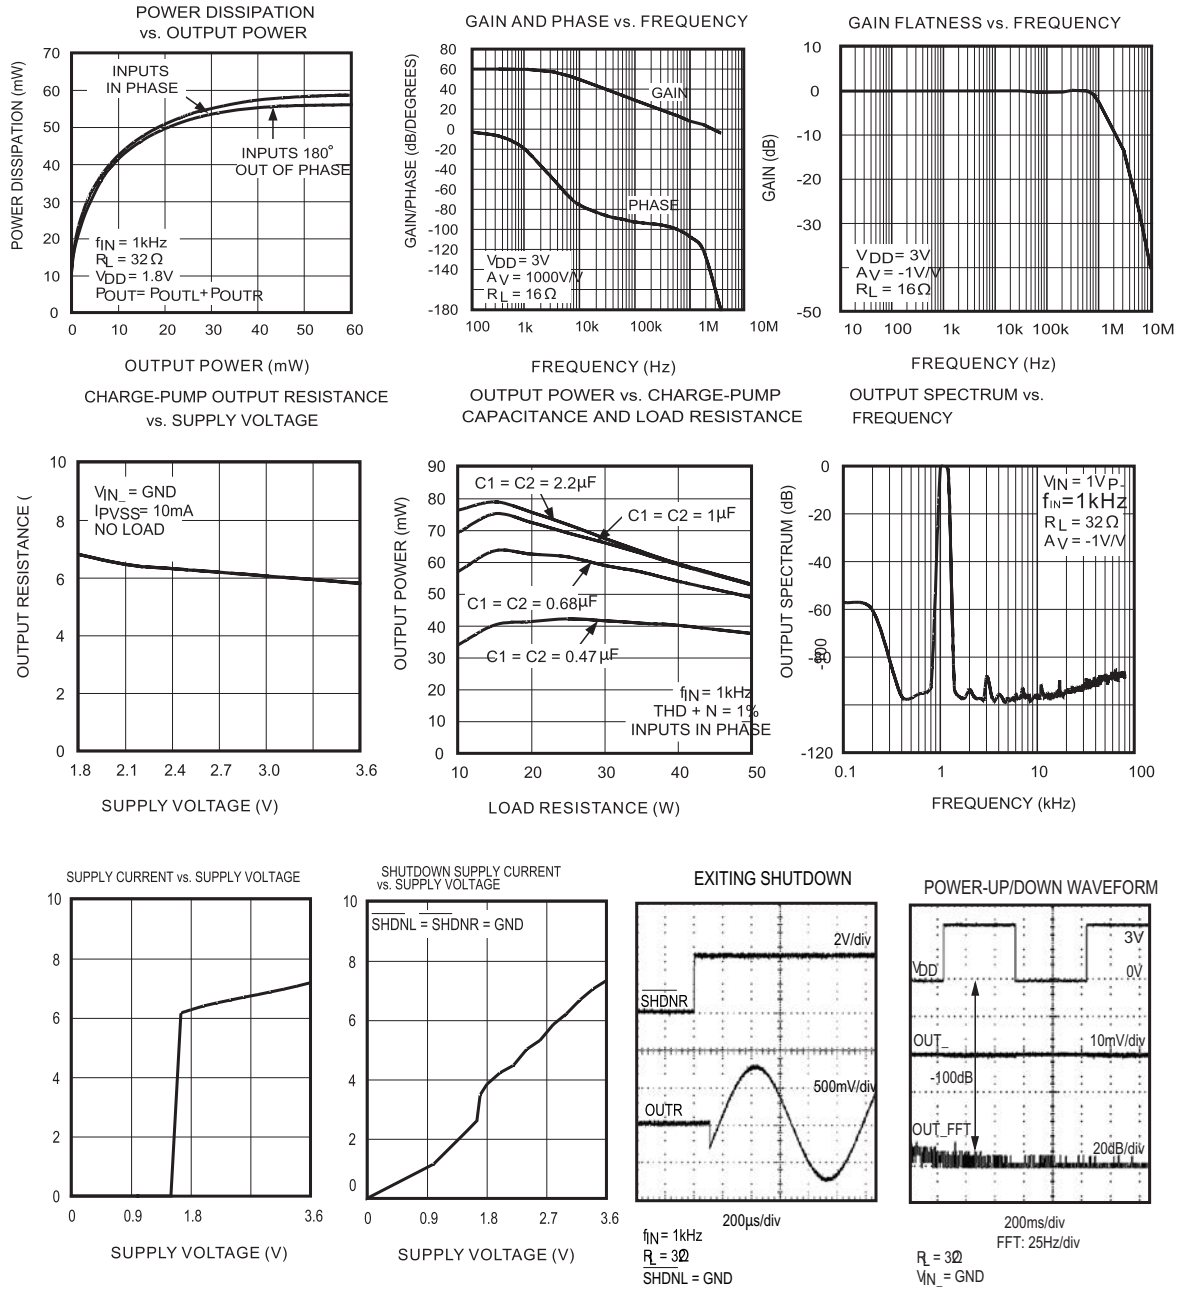 POWER DISSIPATION
vs. OUTPUT POWER
POWER DISSIPATION (mW)
70
60
50
40
30
20
10
0
INPUTS
IN PHASE
INPUTS 180°
OUT OF PHASE
fIN = 1kHz
RL = 32Ω
VDD = 1.8V
POUT = POUTL + POUTR
0 10 20 30 40 50 60
OUTPUT POWER (mW)
GAIN AND PHASE vs. FREQUENCY
GAIN/PHASE (dB/DEGREES)
80
60
40
20
0
-20
-40
-60
-80
-100
-120
-140
-180
GAIN
PHASE
VDD = 3V
AV = 1000V/V
RL = 16Ω
100 1k 10k 100k 1M 10M
FREQUENCY (Hz)
GAIN FLATNESS vs. FREQUENCY
GAIN (dB)
10
0
-10
-20
-30
-50
VDD = 3V
AV = -1V/V
RL = 16Ω
10 100 1k 10k 100k 1M 10M
FREQUENCY (Hz)
CHARGE-PUMP OUTPUT RESISTANCE
vs. SUPPLY VOLTAGE
OUTPUT RESISTANCE (
10
8
6
4
2
0
VIN_ = GND
IPVSS = 10mA
NO LOAD
1.8 2.1 2.4 2.7 3.0 3.6
SUPPLY VOLTAGE (V)
OUTPUT POWER vs. CHARGE-PUMP
CAPACITANCE AND LOAD RESISTANCE
OUTPUT POWER (mW)
90
80
70
60
50
40
30
20
10
0
C1 = C2 = 2.2µF
C1 = C2 = 1µF
C1 = C2 = 0.68µF
C1 = C2 = 0.47µF
fIN = 1kHz
THD + N = 1%
INPUTS IN PHASE
10 20 30 40 50
LOAD RESISTANCE (W)
OUTPUT SPECTRUM vs.
FREQUENCY
OUTPUT SPECTRUM (dB)
0
-20
-40
-60
-80
-120
VIN = 1VP-
fIN = 1kHz
RL = 32Ω
AV = -1V/V
0.1 1 10 100
FREQUENCY (kHz)
SUPPLY CURRENT vs. SUPPLY VOLTAGE
10
8
6
4
2
0
0 0.9 1.8 3.6
SUPPLY VOLTAGE (V)
SHUTDOWN SUPPLY CURRENT
vs. SUPPLY VOLTAGE
10
8
6
4
2
0
SHDNL = SHDNR = GND
0 0.9 1.8 2.7 3.6
SUPPLY VOLTAGE (V)
EXITING SHUTDOWN
2V/div
SHDNR
500mV/div
OUTR
200µs/div
fIN = 1kHz
RL = 32Ω
SHDNL = GND
POWER-UP/DOWN WAVEFORM
3V
VDD
0V
OUT_
10mV/div
-100dB
OUT_FFT
20dB/div
200ms/div
FFT: 25Hz/div
RL = 32Ω
VIN_ = GND